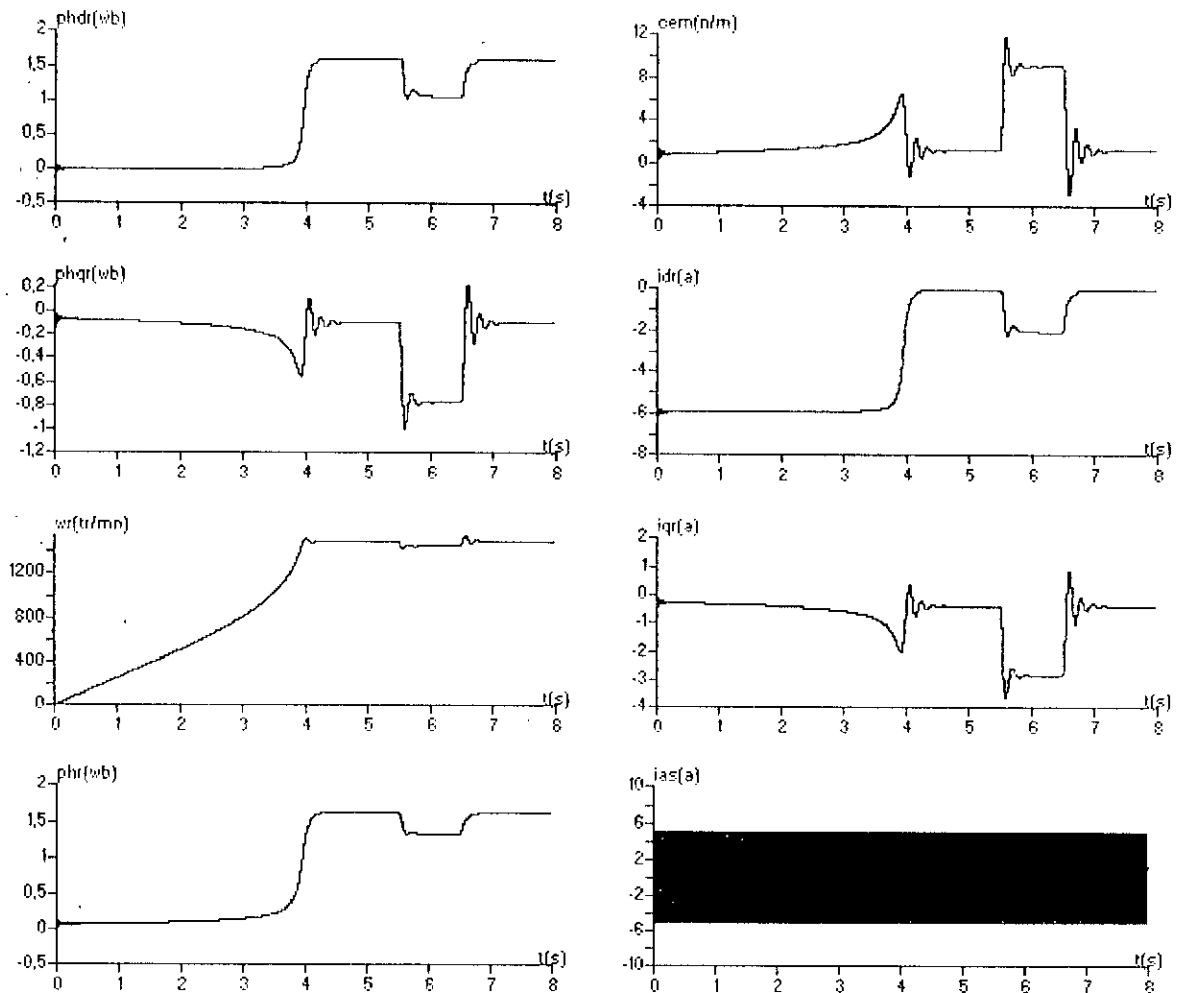 phdr(wb)
2
1,5
1
0,5
0
-0,5
0 1 2 3 4 5 6 7 8
t(s)
cem(n/m)
12
8
4
0
-4
0 1 2 3 4 5 6 7 8
t(s)
phqr(wb)
0,2
0
-0,2
-0,4
-0,6
-0,8
-1
-1,2
0 1 2 3 4 5 6 7 8
t(s)
idr(a)
0
-2
-4
-6
-8
0 1 2 3 4 5 6 7 8
t(s)
wr(tr/mn)
1200
800
400
0
0 1 2 3 4 5 6 7 8
t(s)
iqr(a)
2
1
0
-1
-2
-3
-4
0 1 2 3 4 5 6 7 8
t(s)
phr(wb)
2
1,5
1
0,5
0
-0,5
0 1 2 3 4 5 6 7 8
t(s)
ias(a)
10
6
2
-2
-6
-10
0 1 2 3 4 5 6 7 8
t(s)